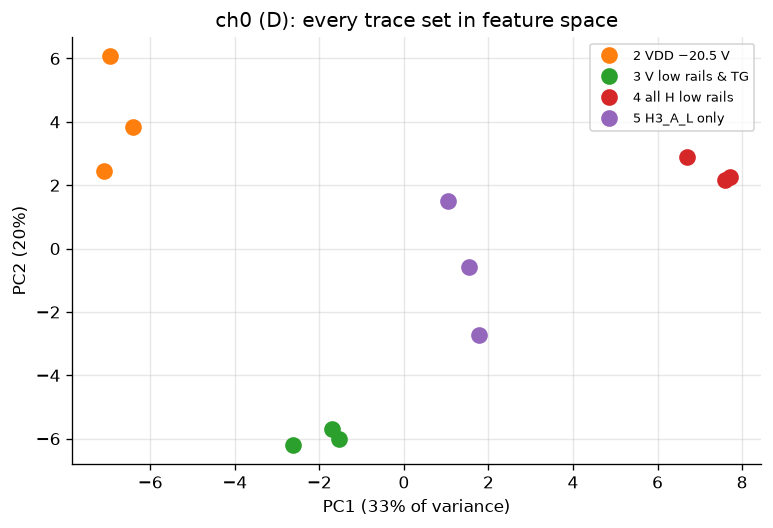 ch0 (D): every trace set in feature space
2 VDD −20.5 V
3 V low rails & TG
4 all H low rails
5 H3_A_L only
PC2 (20%)
6
4
2
0
−2
−4
−6
−6
−4
−2
0
2
4
6
8
PC1 (33% of variance)